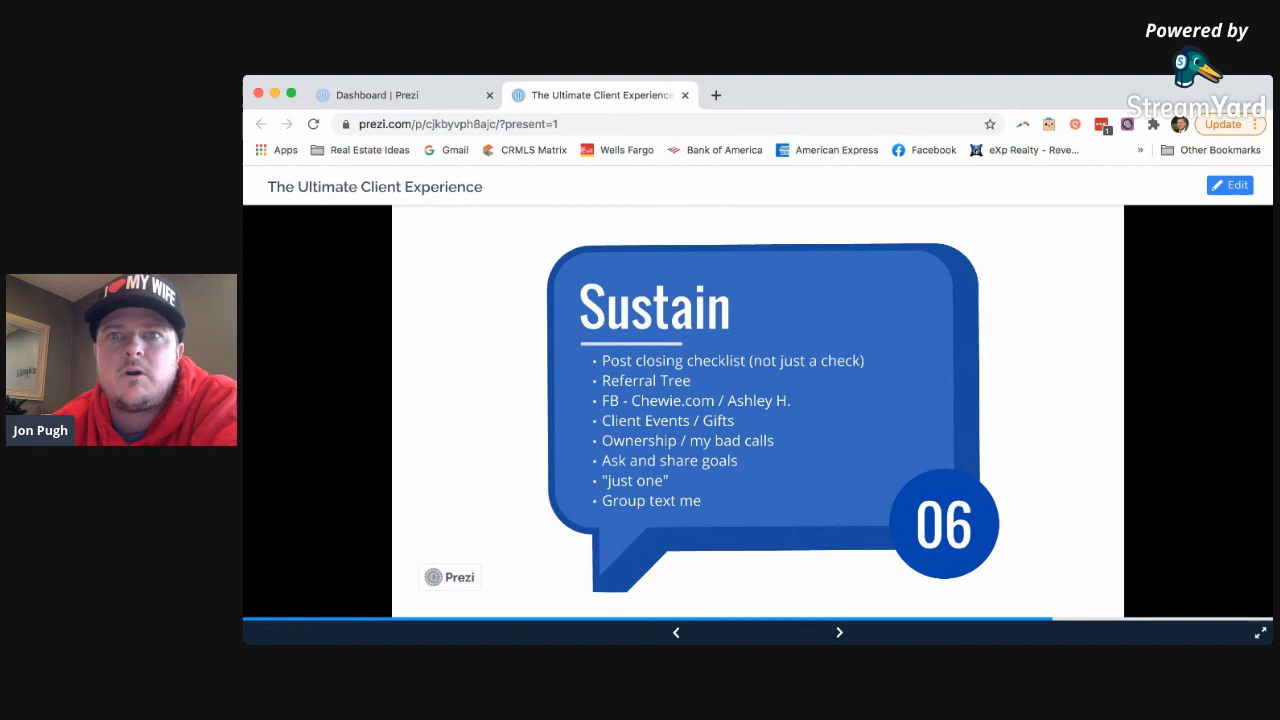 Powered by
StreamYard
Dashboard | Prezi
The Ultimate Client Experience
prezi.com/p/cjkbyvph8ajc/?present=1
Update
Apps
Real Estate Ideas
Gmail
CRMLS Matrix
Wells Fargo
Bank of America
American Express
Facebook
eXp Realty - Reve...
»
Other Bookmarks
The Ultimate Client Experience
Edit
I MY WIFE
Jon Pugh
Sustain
• Post closing checklist (not just a check)
• Referral Tree
• FB - Chewie.com / Ashley H.
• Client Events / Gifts
• Ownership / my bad calls
• Ask and share goals
• "just one"
• Group text me
06
Prezi